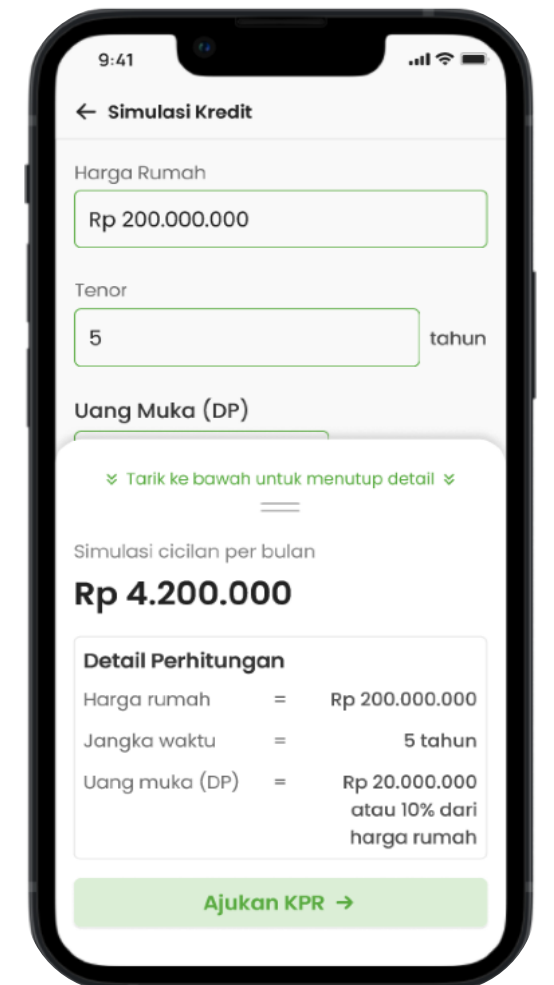 9:41
← Simulasi Kredit
Harga Rumah
Rp 200.000.000
Tenor
5 tahun
Uang Muka (DP)
Tarik ke bawah untuk menutup detail
Simulasi cicilan per bulan
Rp 4.200.000
Detail Perhitungan
Harga rumah = Rp 200.000.000
Jangka waktu = 5 tahun
Uang muka (DP) = Rp 20.000.000
atau 10% dari
harga rumah
Ajukan KPR →